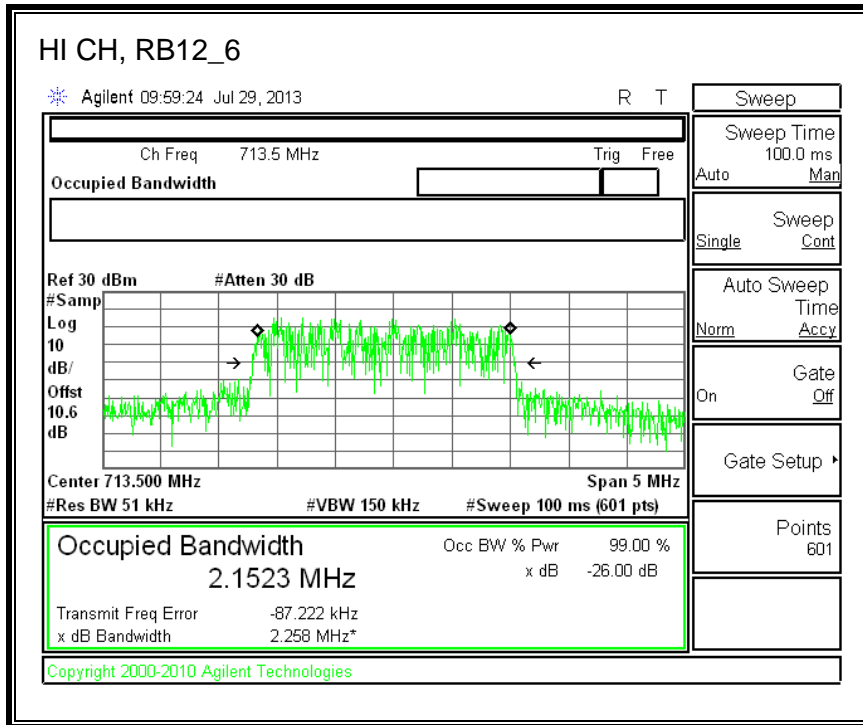 HI CH, RB12_6
Agilent 09:59:24 Jul 29, 2013 R T
Ch Freq 713.5 MHz Trig Free
Occupied Bandwidth
Ref 30 dBm #Atten 30 dB
#Samp
Log
10
dB/
Offst
10.6
dB
Center 713.500 MHz Span 5 MHz
#Res BW 51 kHz #VBW 150 kHz #Sweep 100 ms (601 pts)
Occupied Bandwidth Occ BW % Pwr 99.00 %
2.1523 MHz x dB -26.00 dB
Transmit Freq Error -87.222 kHz
x dB Bandwidth 2.258 MHz*
Copyright 2000-2010 Agilent Technologies
Sweep
Sweep Time
100.0 ms
Auto Man
Sweep
Single Cont
Auto Sweep
Time
Norm Accy
Gate
On Off
Gate Setup
Points
601